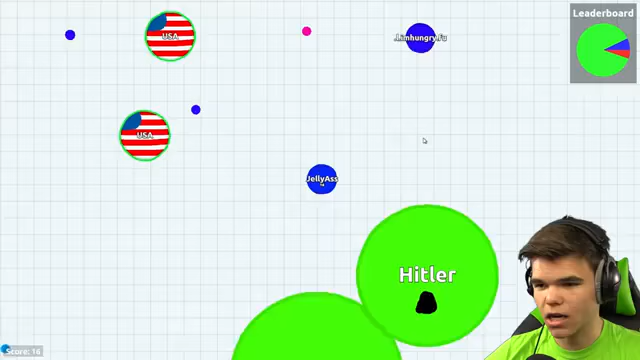 Leaderboard
USA
USA
JellyAss
Hitler
Score: 16